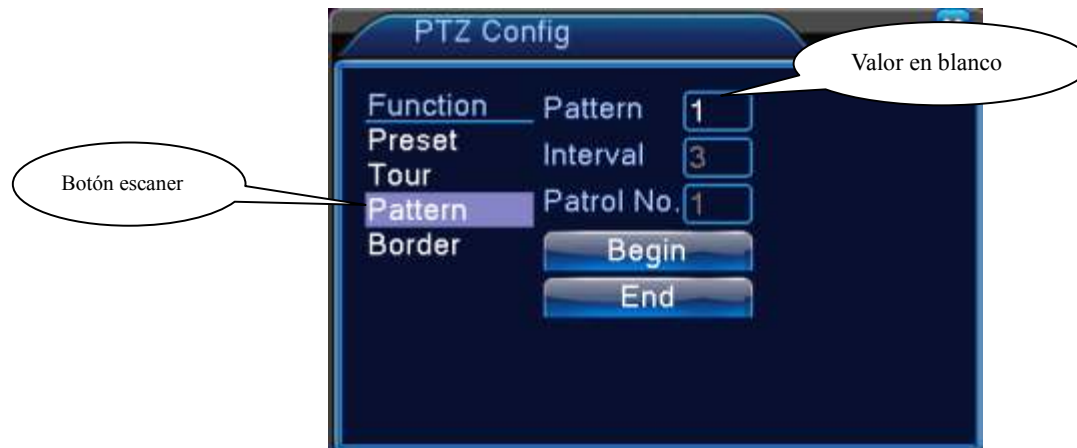 PTZ Config
Valor en blanco
Function
Pattern 1
Preset
Interval 3
Tour
Botón escaner
Pattern
Patrol No. 1
Border
Begin
End